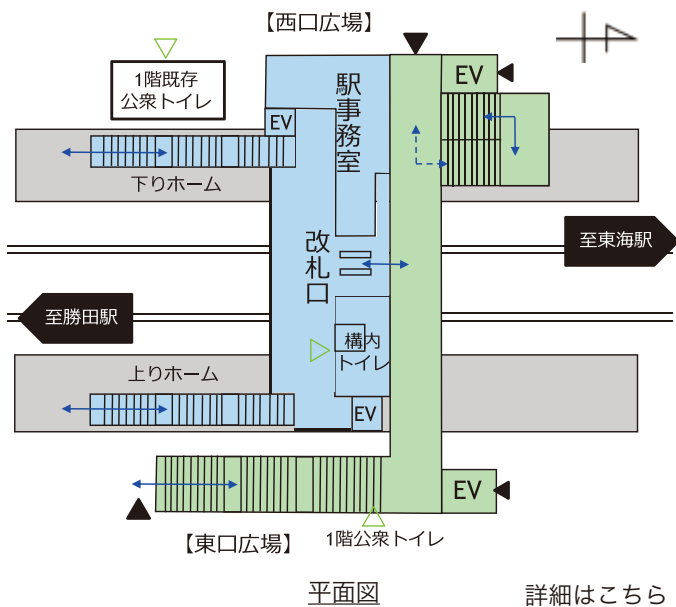 【西口広場】
1階既存
公衆トイレ
EV
EV
駅事務室
下りホーム
改札口
至東海駅
至勝田駅
構内
トイレ
上りホーム
EV
EV
【東口広場】
1階公衆トイレ
平面図
詳細はこちら